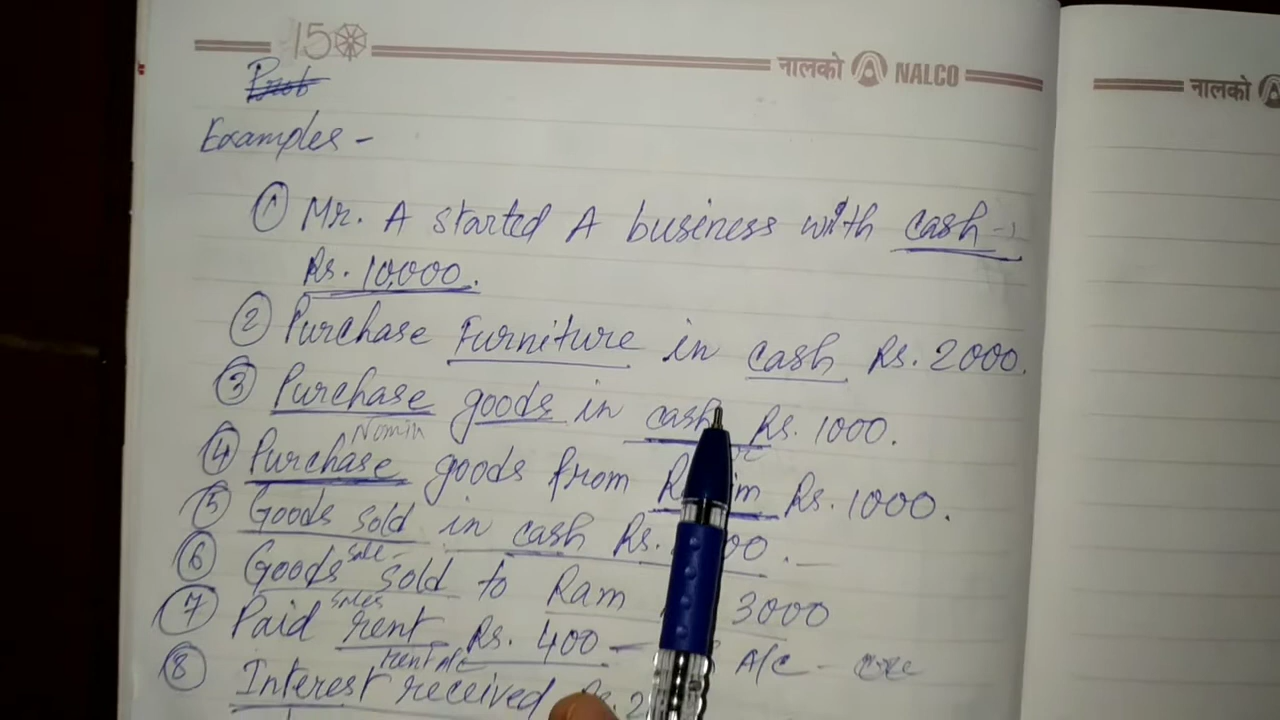 150
नालको NALCO
नालको
Prob
Examples -
① Mr. A started A business with cash -
Rs. 10,000.
② Purchase Furniture in cash Rs. 2000.
③ Purchase goods in cash Rs. 1000.
Nomin
④ Purchase goods from Rs. 1000.
⑤ Goods sold in cash Rs.
sale -
⑥ Goods sold to Ram 3000
sales
⑦ Paid rent Rs. 400 - A/c -
rent A/c
⑧ Interest received Rs. 2